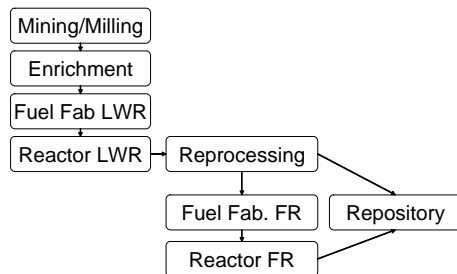 Mining/Milling
Enrichment
Fuel Fab LWR
Reactor LWR
Reprocessing
Fuel Fab. FR
Repository
Reactor FR